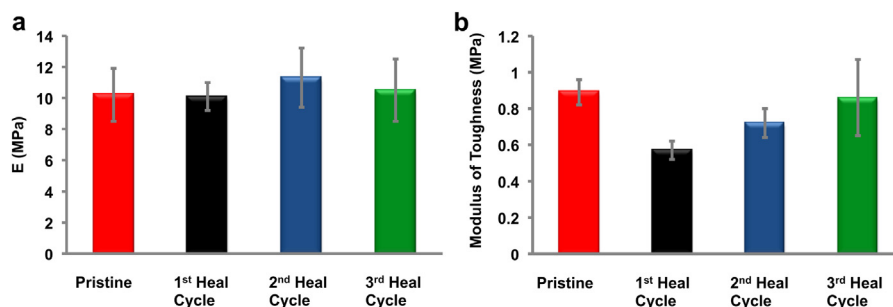 a
14
12
10
8
6
4
2
0
E (MPa)
Pristine
1st Heal
Cycle
2nd Heal
Cycle
3rd Heal
Cycle
b
1.2
1
0.8
0.6
0.4
0.2
0
Modulus of Toughness (MPa)
Pristine
1st Heal
Cycle
2nd Heal
Cycle
3rd Heal
Cycle